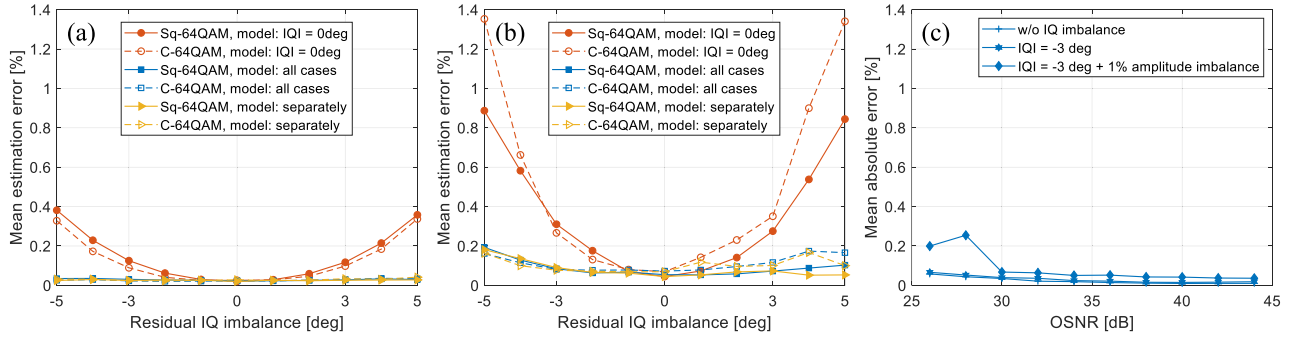 (a)
Sq-64QAM, model: IQI = 0deg
C-64QAM, model: IQI = 0deg
Sq-64QAM, model: all cases
C-64QAM, model: all cases
Sq-64QAM, model: separately
C-64QAM, model: separately
Mean estimation error [%]
1.4
1.2
1
0.8
0.6
0.4
0.2
0
-5
-3
0
3
5
Residual IQ imbalance [deg]
(b)
Sq-64QAM, model: IQI = 0deg
C-64QAM, model: IQI = 0deg
Sq-64QAM, model: all cases
C-64QAM, model: all cases
Sq-64QAM, model: separately
C-64QAM, model: separately
Mean estimation error [%]
1.4
1.2
1
0.8
0.6
0.4
0.2
0
-5
-3
0
3
5
Residual IQ imbalance [deg]
(c)
w/o IQ imbalance
IQI = -3 deg
IQI = -3 deg + 1% amplitude imbalance
Mean absolute error [%]
1.4
1.2
1
0.8
0.6
0.4
0.2
0
25
30
35
40
45
OSNR [dB]